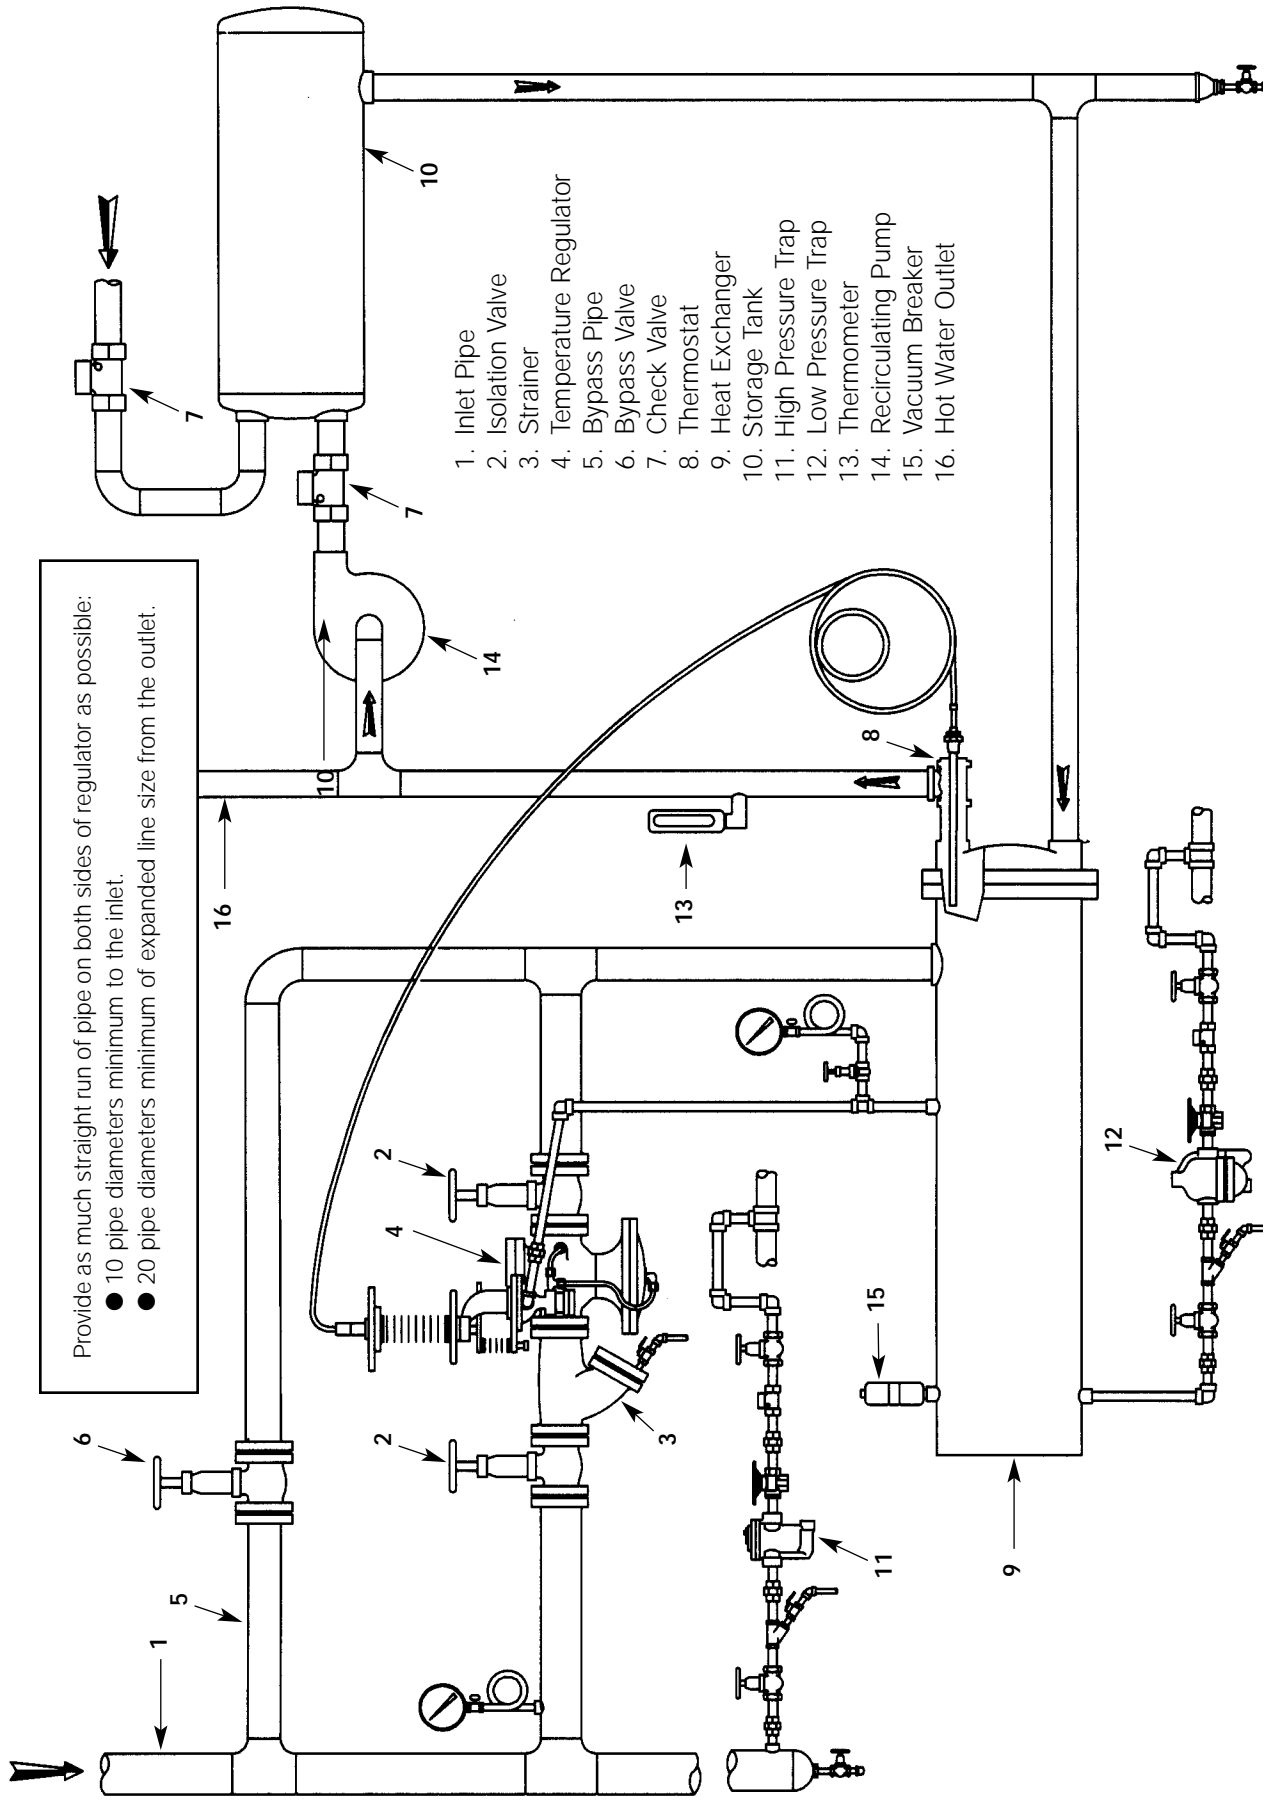 Provide as much straight run of pipe on both sides of regulator as possible:
● 10 pipe diameters minimum to the inlet.
● 20 pipe diameters minimum of expanded line size from the outlet.
1. Inlet Pipe
2. Isolation Valve
3. Strainer
4. Temperature Regulator
5. Bypass Pipe
6. Bypass Valve
7. Check Valve
8. Thermostat
9. Heat Exchanger
10. Storage Tank
11. High Pressure Trap
12. Low Pressure Trap
13. Thermometer
14. Recirculating Pump
15. Vacuum Breaker
16. Hot Water Outlet
1
5
6
16
10
7
7
10
14
2
4
2
3
13
8
11
15
12
9